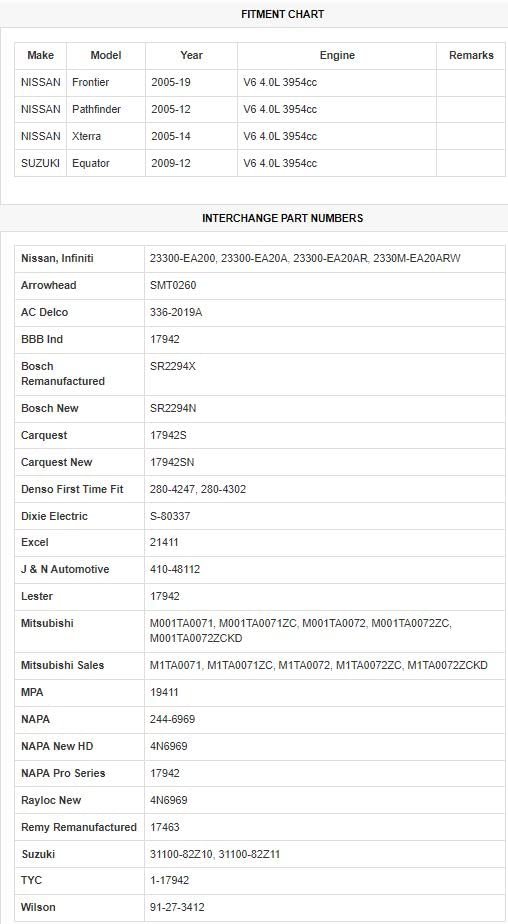 FITMENT CHART
Make Model Year Engine Remarks
NISSAN Frontier 2005-19 V6 4.0L 3954cc
NISSAN Pathfinder 2005-12 V6 4.0L 3954cc
NISSAN Xterra 2005-14 V6 4.0L 3954cc
SUZUKI Equator 2009-12 V6 4.0L 3954cc
INTERCHANGE PART NUMBERS
Nissan, Infiniti 23300-EA200, 23300-EA20A, 23300-EA20AR, 2330M-EA20ARW
Arrowhead SMT0260
AC Delco 336-2019A
BBB Ind 17942
Bosch SR2294X
Remanufactured
Bosch New SR2294N
Carquest 17942S
Carquest New 17942SN
Denso First Time Fit 280-4247, 280-4302
Dixie Electric S-80337
Excel 21411
J & N Automotive 410-48112
Lester 17942
Mitsubishi M001TA0071, M001TA0071ZC, M001TA0072, M001TA0072ZC,
M001TA0072ZCKD
Mitsubishi Sales M1TA0071, M1TA0071ZC, M1TA0072, M1TA0072ZC, M1TA0072ZCKD
MPA 19411
NAPA 244-6969
NAPA New HD 4N6969
NAPA Pro Series 17942
Rayloc New 4N6969
Remy Remanufactured 17463
Suzuki 31100-82Z10, 31100-82Z11
TYC 1-17942
Wilson 91-27-3412